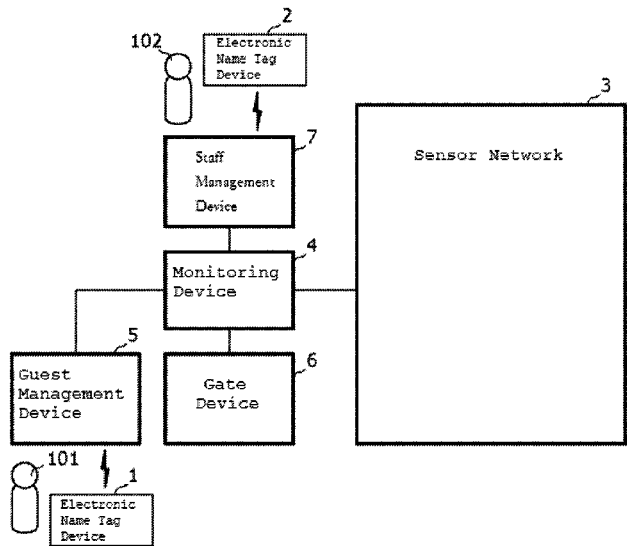 2
102
Electronic
Name Tag
Device
7
Staff
Management
Device
3
Sensor Network
4
Monitoring
Device
5
Guest
Management
Device
6
Gate
Device
101
1
Electronic
Name Tag
Device